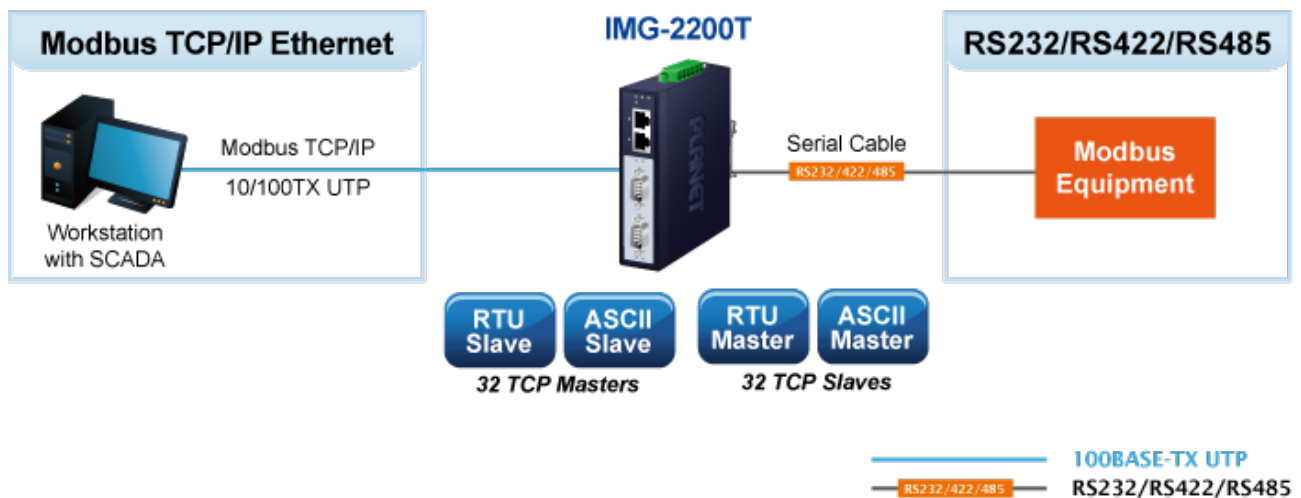 Modbus TCP/IP Ethernet
IMG-2200T
RS232/RS422/RS485
Modbus TCP/IP
10/100TX UTP
Workstation
with SCADA
PLANET
Serial Cable
RS232/422/485
Modbus
Equipment
RTU
Slave
ASCII
Slave
RTU
Master
ASCII
Master
32 TCP Masters
32 TCP Slaves
100BASE-TX UTP
RS232/422/485
RS232/RS422/RS485